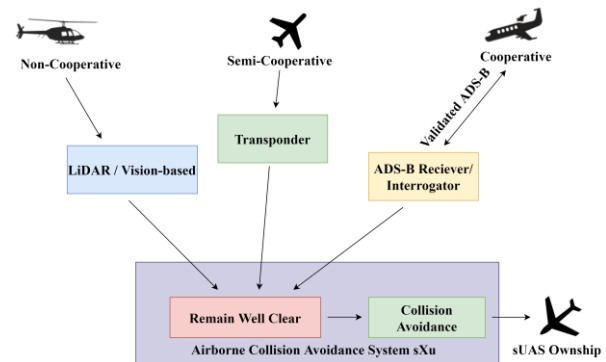 Non-Cooperative
Semi-Cooperative
Cooperative
Validated ADS-B
Transponder
LiDAR / Vision-based
ADS-B Reciever/
Interrogator
Remain Well Clear
Collision
Avoidance
sUAS Ownship
Airborne Collision Avoidance System sXu